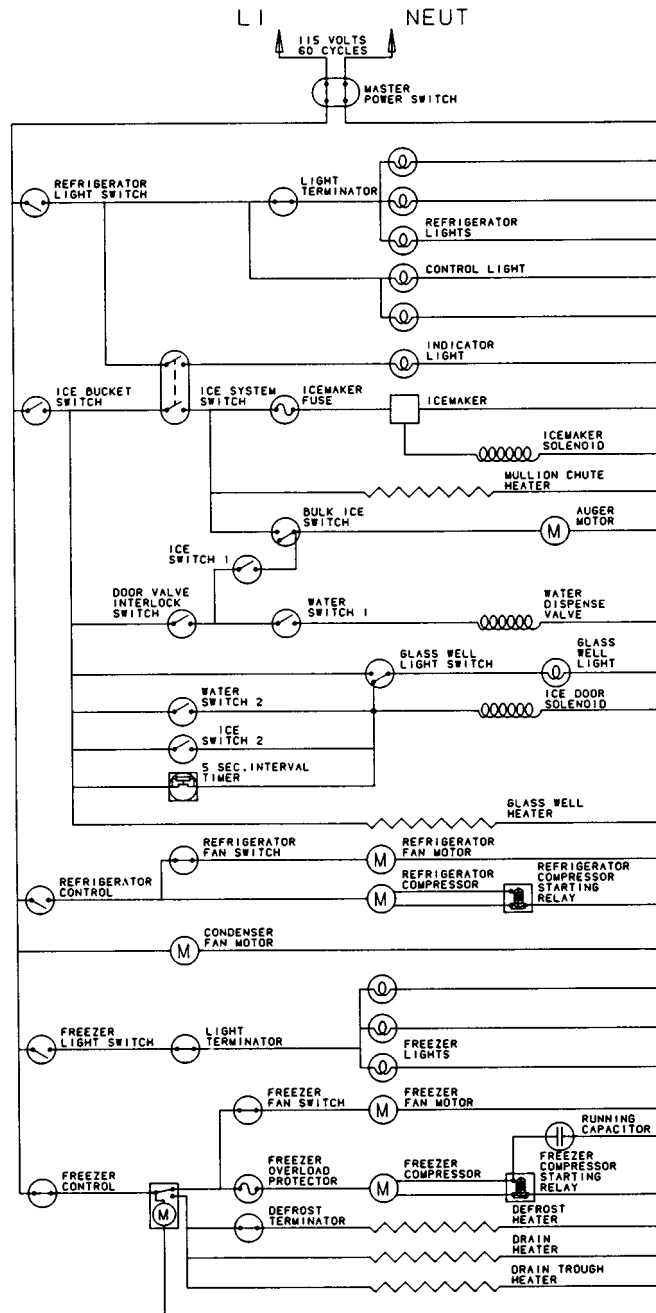 L1
NEUT
115 VOLTS
60 CYCLES
MASTER
POWER SWITCH
REFRIGERATOR
LIGHT SWITCH
LIGHT
TERMINATOR
REFRIGERATOR
LIGHTS
CONTROL LIGHT
INDICATOR
LIGHT
ICE BUCKET
SWITCH
ICE SYSTEM
SWITCH
ICEMAKER
FUSE
ICEMAKER
ICEMAKER
SOLENOID
MULLION CHUTE
HEATER
BULK ICE
SWITCH
AUGER
MOTOR
M
ICE
SWITCH 1
DOOR VALVE
INTERLOCK
SWITCH
WATER
SWITCH 1
WATER
DISPENSE
VALVE
GLASS WELL
LIGHT SWITCH
GLASS
WELL
LIGHT
WATER
SWITCH 2
ICE DOOR
SOLENOID
ICE
SWITCH 2
5 SEC. INTERVAL
TIMER
GLASS WELL
HEATER
REFRIGERATOR
FAN SWITCH
M
REFRIGERATOR
FAN MOTOR
REFRIGERATOR
CONTROL
M
REFRIGERATOR
COMPRESSOR
REFRIGERATOR
COMPRESSOR
STARTING
RELAY
M
CONDENSER
FAN MOTOR
FREEZER
LIGHT SWITCH
LIGHT
TERMINATOR
FREEZER
LIGHTS
FREEZER
FAN SWITCH
M
FREEZER
FAN MOTOR
RUNNING
CAPACITOR
FREEZER
CONTROL
M
FREEZER
OVERLOAD
PROTECTOR
M
FREEZER
COMPRESSOR
FREEZER
COMPRESSOR
STARTING
RELAY
DEFROST
TERMINATOR
DEFROST
HEATER
DRAIN
HEATER
DRAIN TROUGH
HEATER